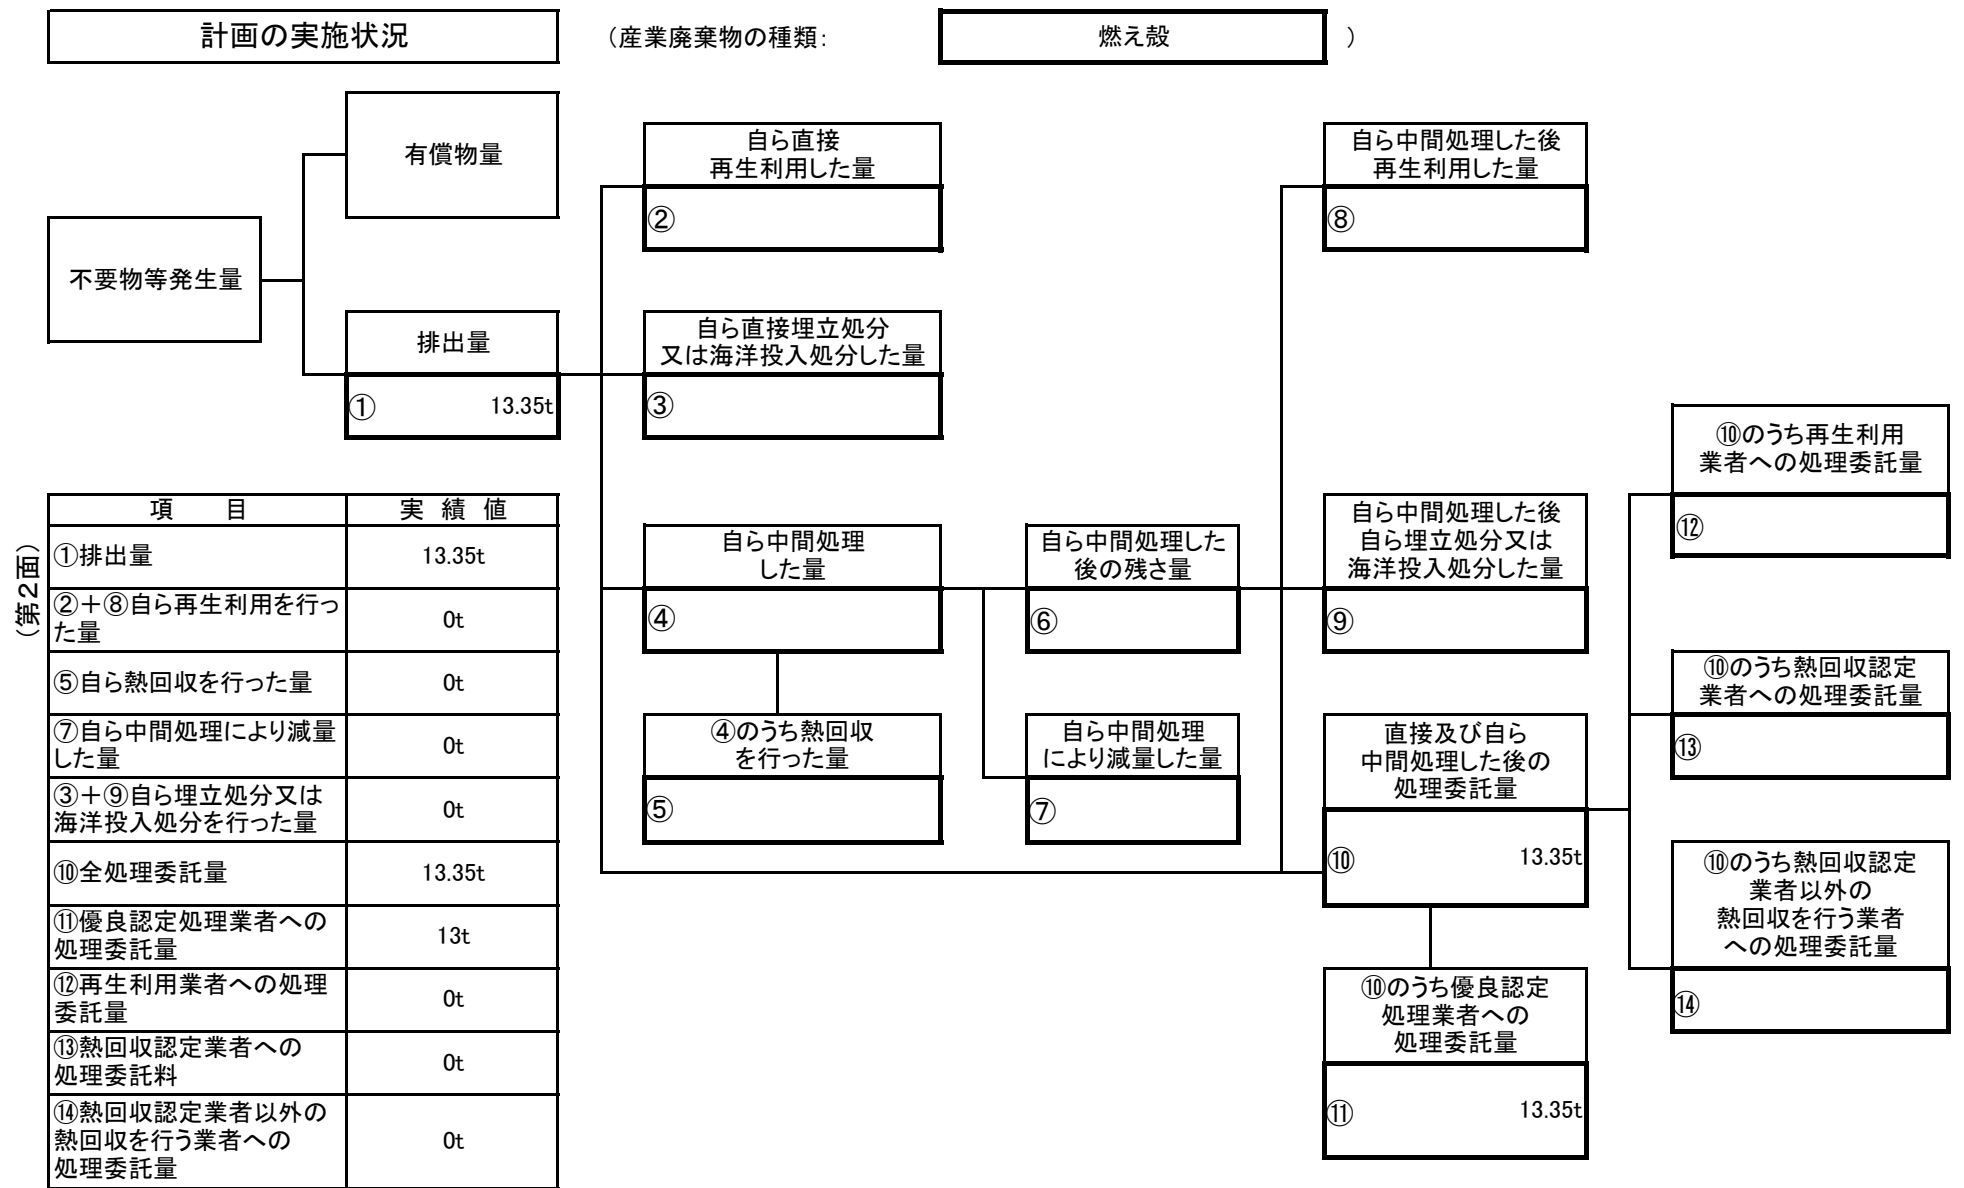 計画の実施状況
（産業廃棄物の種類：
燃え殻
）
有償物量
不要物等発生量
排出量
① 13.35t
自ら直接
再生利用した量
②
自ら直接埋立処分
又は海洋投入処分した量
③
自ら中間処理
した量
④
④のうち熱回収
を行った量
⑤
自ら中間処理した
後の残さ量
⑥
自ら中間処理
により減量した量
⑦
自ら中間処理した後
再生利用した量
⑧
自ら中間処理した後
自ら埋立処分又は
海洋投入処分した量
⑨
直接及び自ら
中間処理した後の
処理委託量
⑩ 13.35t
⑩のうち優良認定
処理業者への
処理委託量
⑪ 13.35t
⑩のうち再生利用
業者への処理委託量
⑫
⑩のうち熱回収認定
業者への処理委託量
⑬
⑩のうち熱回収認定
業者以外の
熱回収を行う業者
への処理委託量
⑭
（第２面）
項　目 実 績 値
①排出量 13.35t
②＋⑧自ら再生利用を行っ
た量 0t
⑤自ら熱回収を行った量 0t
⑦自ら中間処理により減量
した量 0t
③＋⑨自ら埋立処分又は
海洋投入処分を行った量 0t
⑩全処理委託量 13.35t
⑪優良認定処理業者への
処理委託量 13t
⑫再生利用業者への処理
委託量 0t
⑬熱回収認定業者への
処理委託料 0t
⑭熱回収認定業者以外の
熱回収を行う業者への
処理委託量 0t